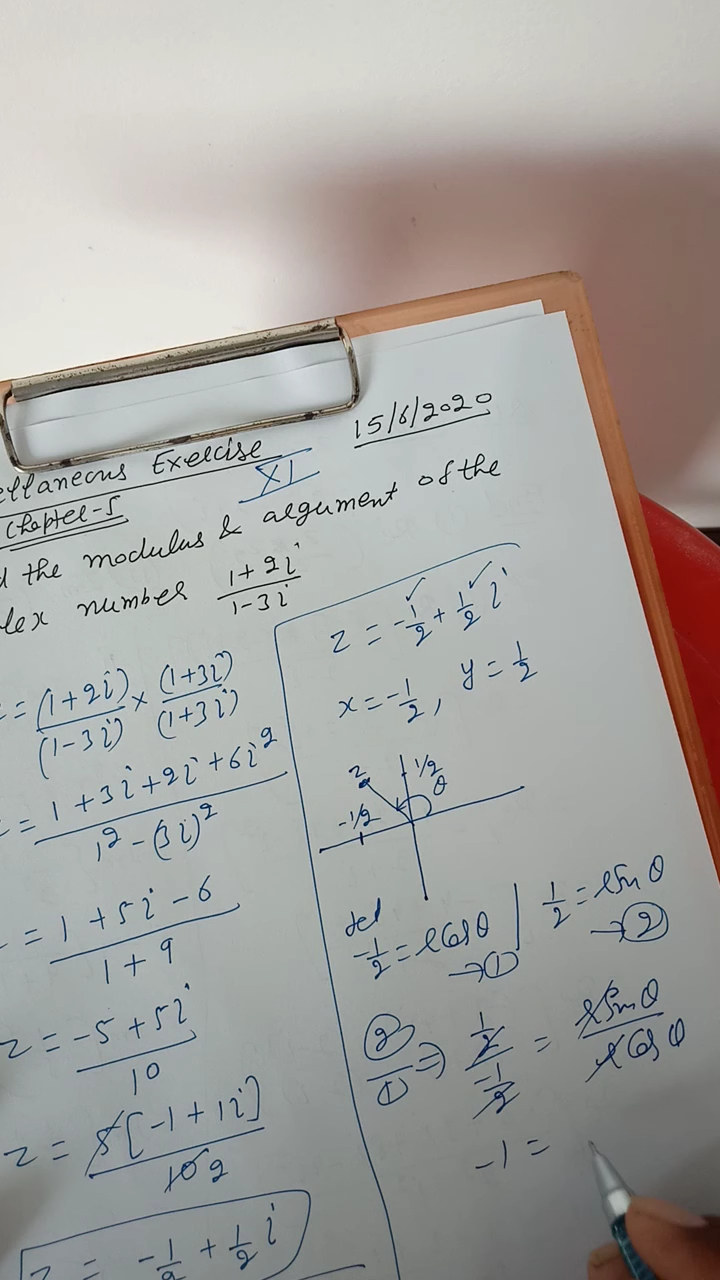 15/6/2020
ellaneous Exercise
XI
Chapter-5
d the modulus & argument of the
lex number (1+2i)/(1-3i)
= (1+2i)/(1-3i) × (1+3i)/(1+3i)
= (1+3i+2i+6i²)/(1²-(3i)²)
= (1+5i-6)/(1+9)
z = (-5+5i)/10
z = 5[-1+1i]/10 2
z = -1/2 + 1/2 i
z = -1/2 + 1/2 i
x = -1/2, y = 1/2
z 1/2 θ
-1/2
let
-1/2 = r cos θ | 1/2 = r sin θ
→① →②
②/① ⇒ (1/2)/(-1/2) = r sin θ/r cos θ
-1 =